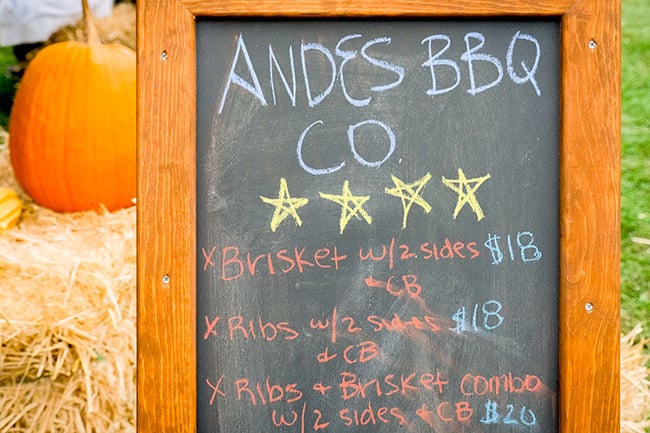 ANDES BBQ
CO.
x Brisket w/2 sides $18
+ CB
x Ribs w/2 sides $18
& CB
x Ribs + Brisket combo
w/2 sides + CB $20